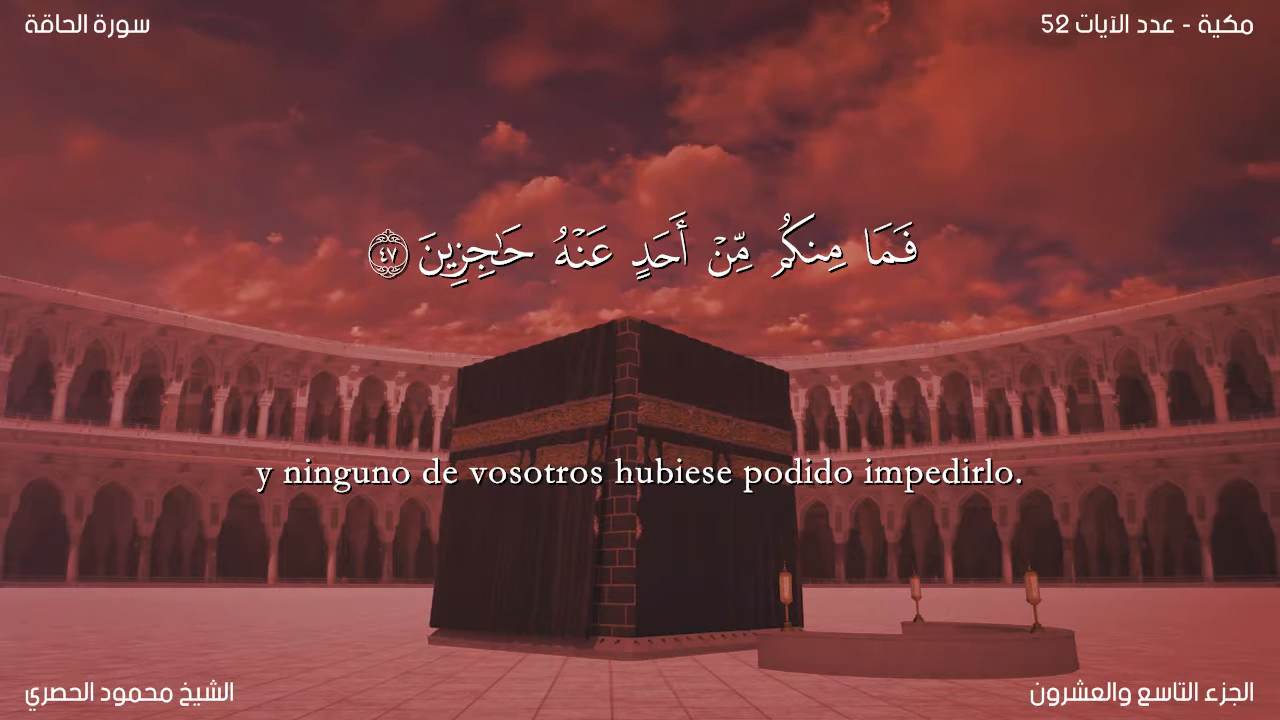 مكية - عدد الآيات 52
سورة الحاقة
فَمَا مِنكُم مِّنْ أَحَدٍ عَنْهُ حَـٰجِزِينَ ٤٧
y ninguno de vosotros hubiese podido impedirlo.
الجزء التاسع والعشرون
الشيخ محمود الحصري